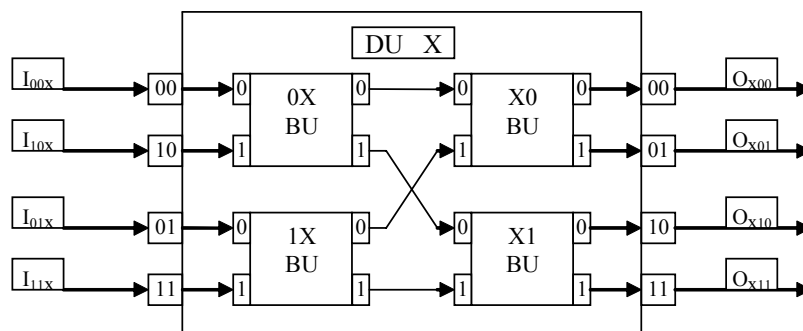 DU X
I00X 00 0 0X 0 0 X0 0 00 OX00
BU BU
I10X 10 1 1 1 1 01 OX01
I01X 01 0 1X 0 0 X1 0 10 OX10
BU BU
I11X 11 1 1 1 1 11 OX11